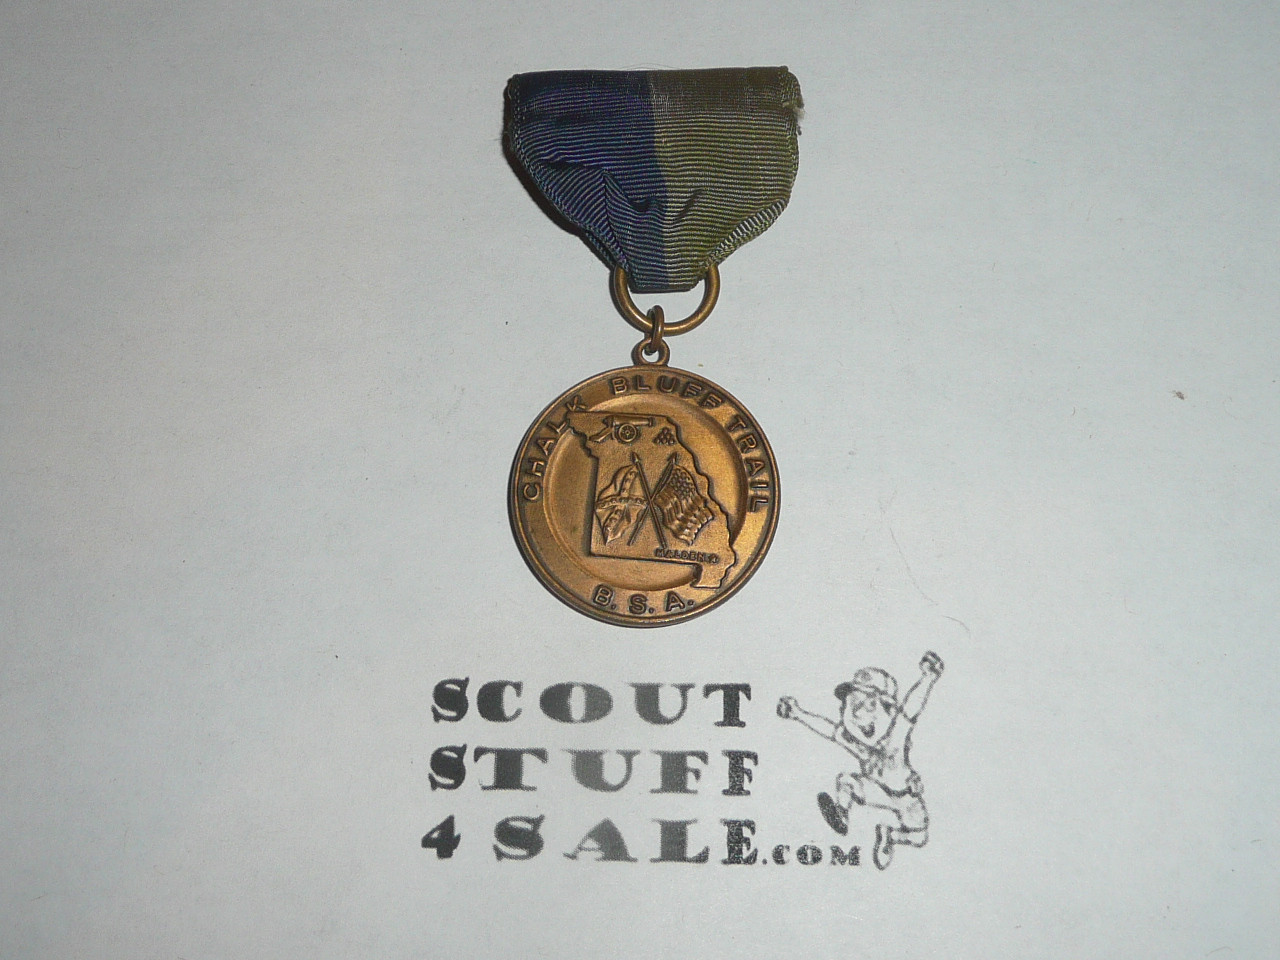 CHALK BLUFF TRAIL
MALDEN
B.S.A.
SCOUT
STUFF
4 SALE.COM